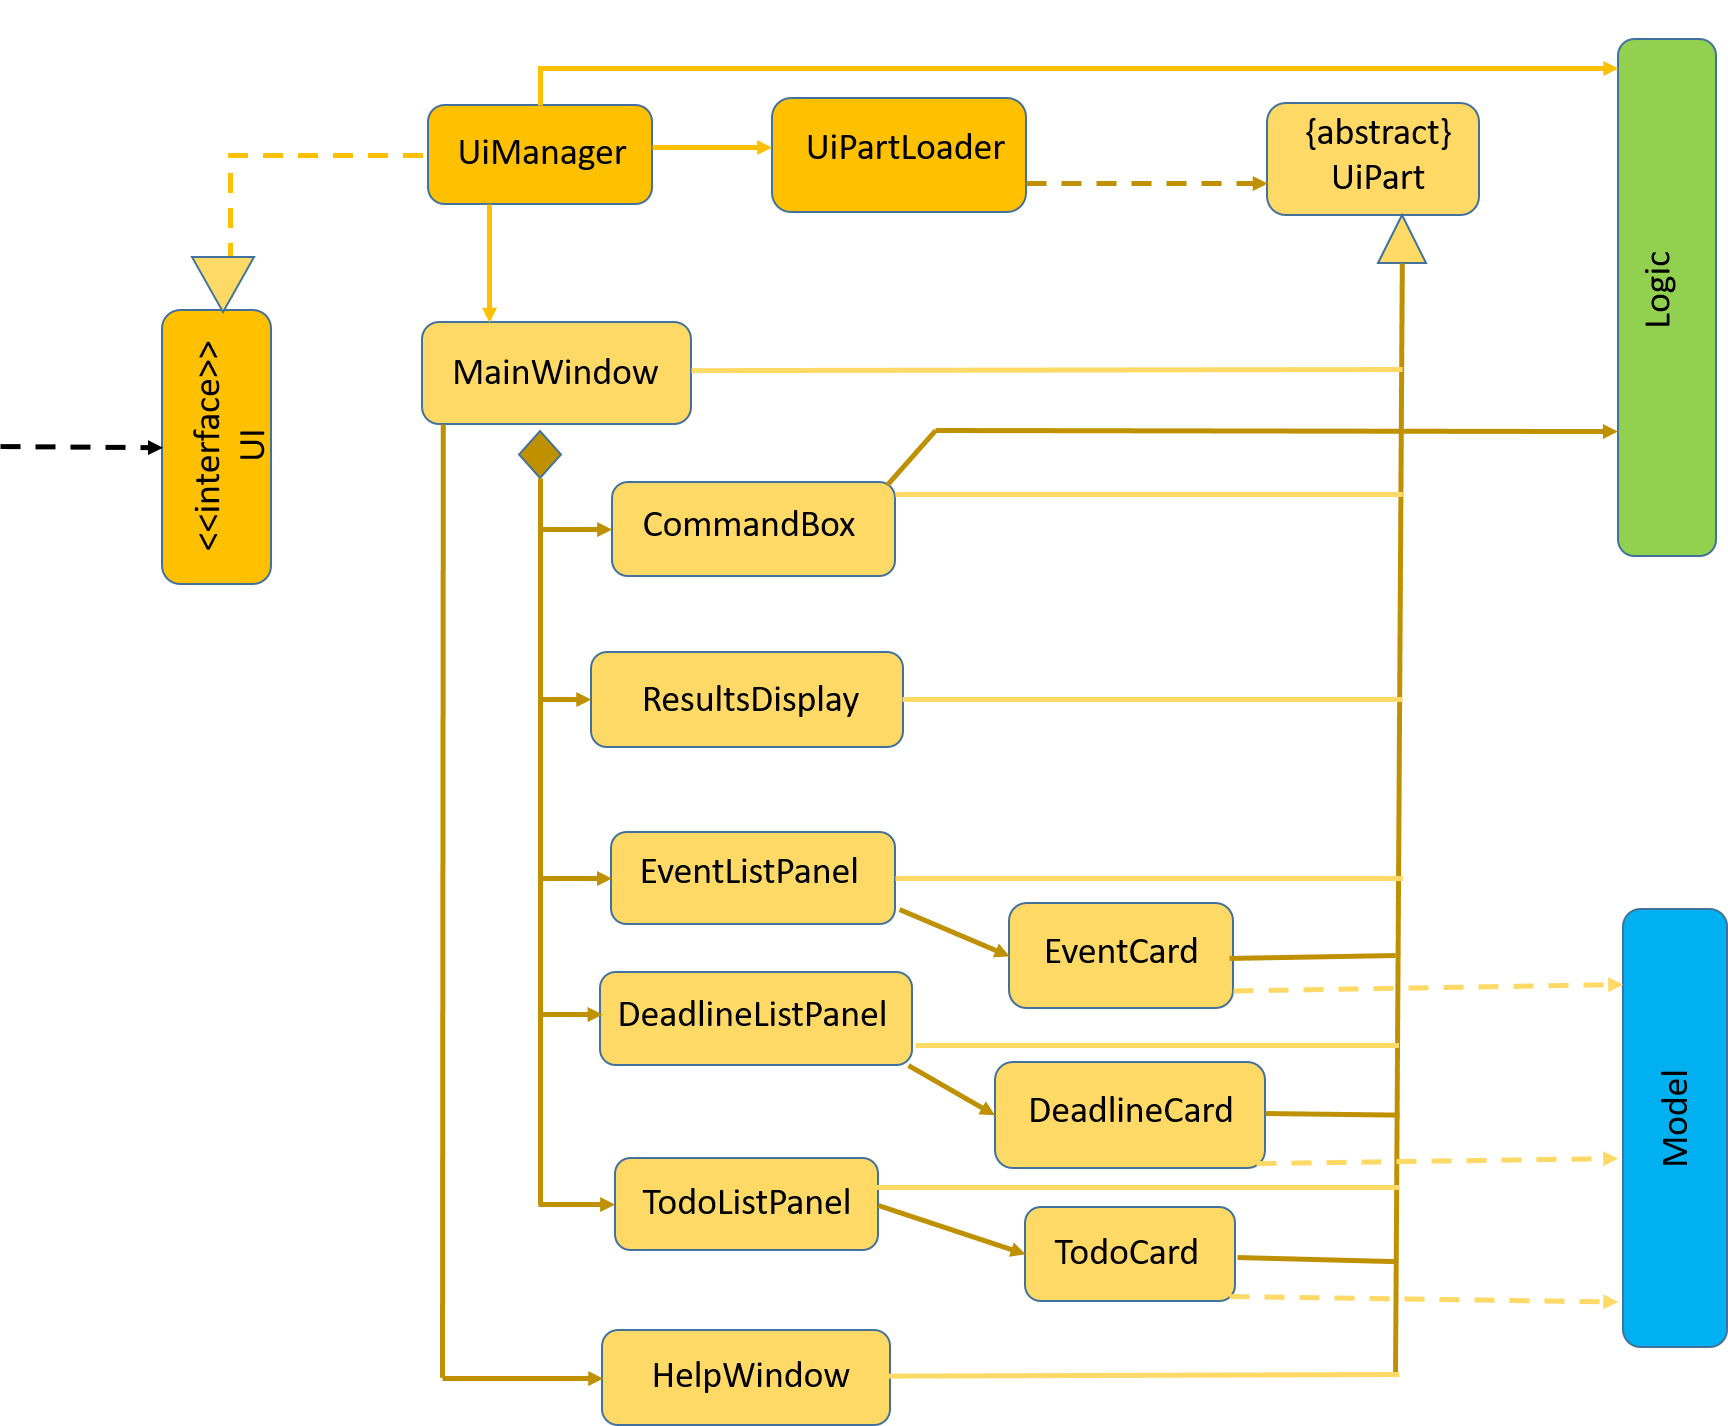 UiManager
UiPartLoader
{abstract}
UiPart
Logic
<<interface>>
UI
MainWindow
CommandBox
ResultsDisplay
EventListPanel
EventCard
DeadlineListPanel
DeadlineCard
Model
TodoListPanel
TodoCard
HelpWindow